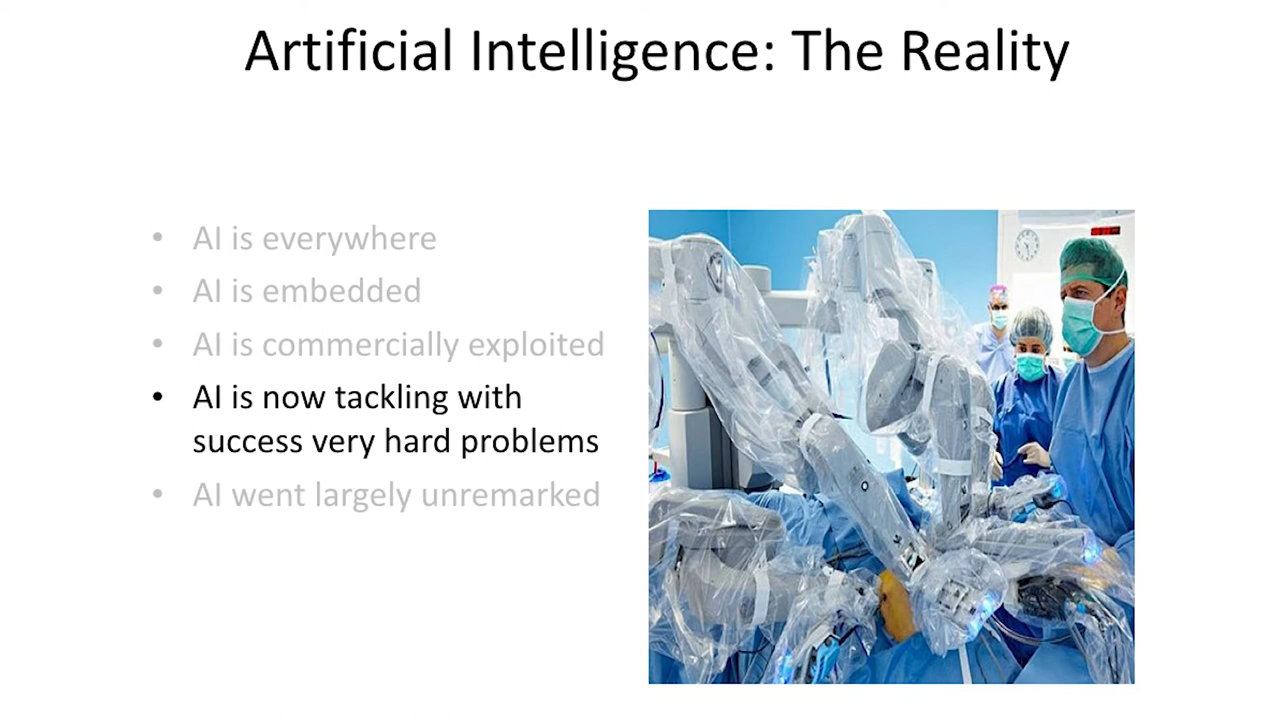 Artificial Intelligence: The Reality
• AI is everywhere
• AI is embedded
• AI is commercially exploited
• AI is now tackling with
success very hard problems
• AI went largely unremarked